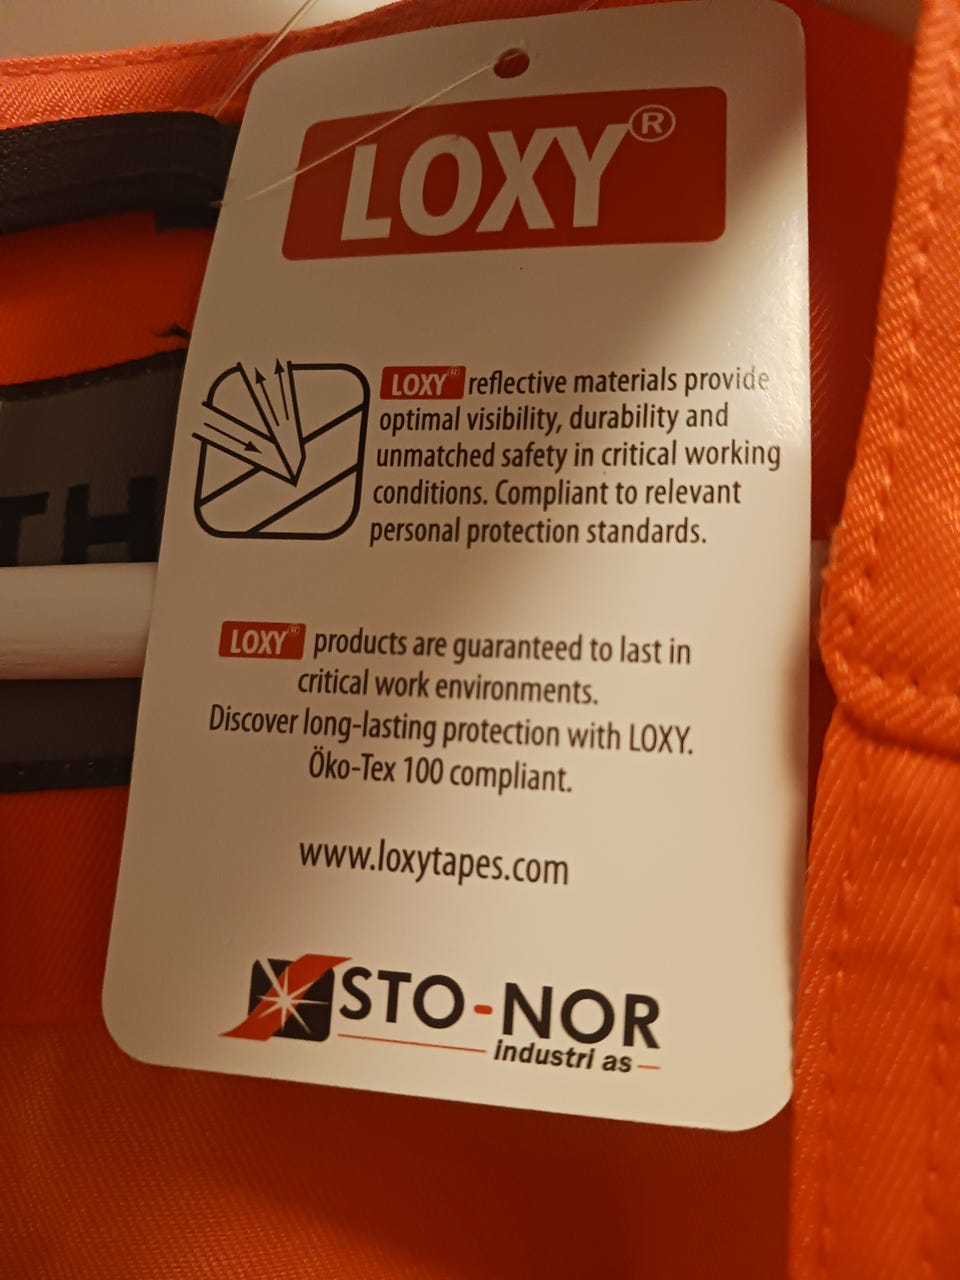 LOXY®
LOXY® reflective materials provide
optimal visibility, durability and
unmatched safety in critical working
conditions. Compliant to relevant
personal protection standards.
TH
LOXY® products are guaranteed to last in
critical work environments.
Discover long-lasting protection with LOXY.
Öko-Tex 100 compliant.
www.loxytapes.com
STO-NOR
industri as